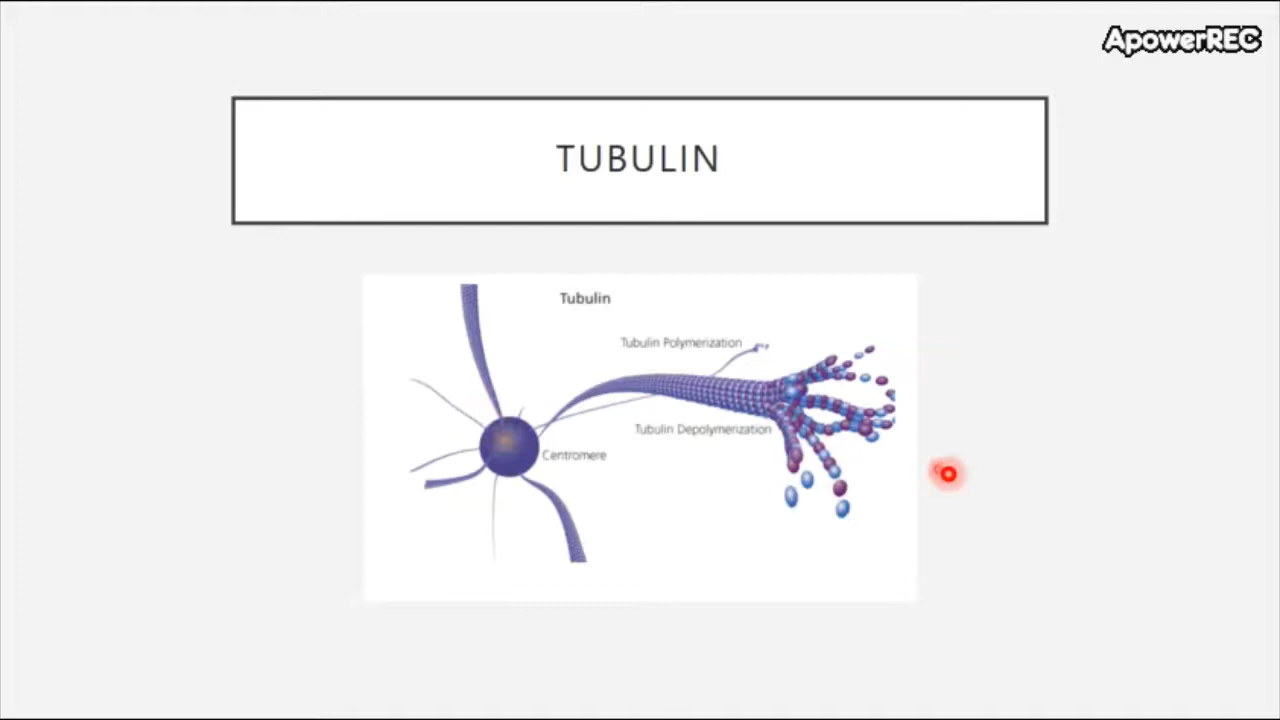 ApowerREC
TUBULIN
Tubulin
Tubulin Polymerization
Tubulin Depolymerization
Centromere